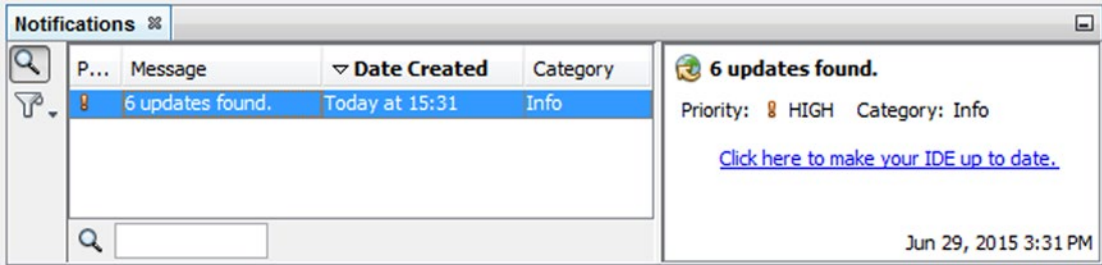 Notifications
P... Message Date Created Category
6 updates found. Today at 15:31 Info
6 updates found.
Priority: HIGH Category: Info
Click here to make your IDE up to date.
Jun 29, 2015 3:31 PM